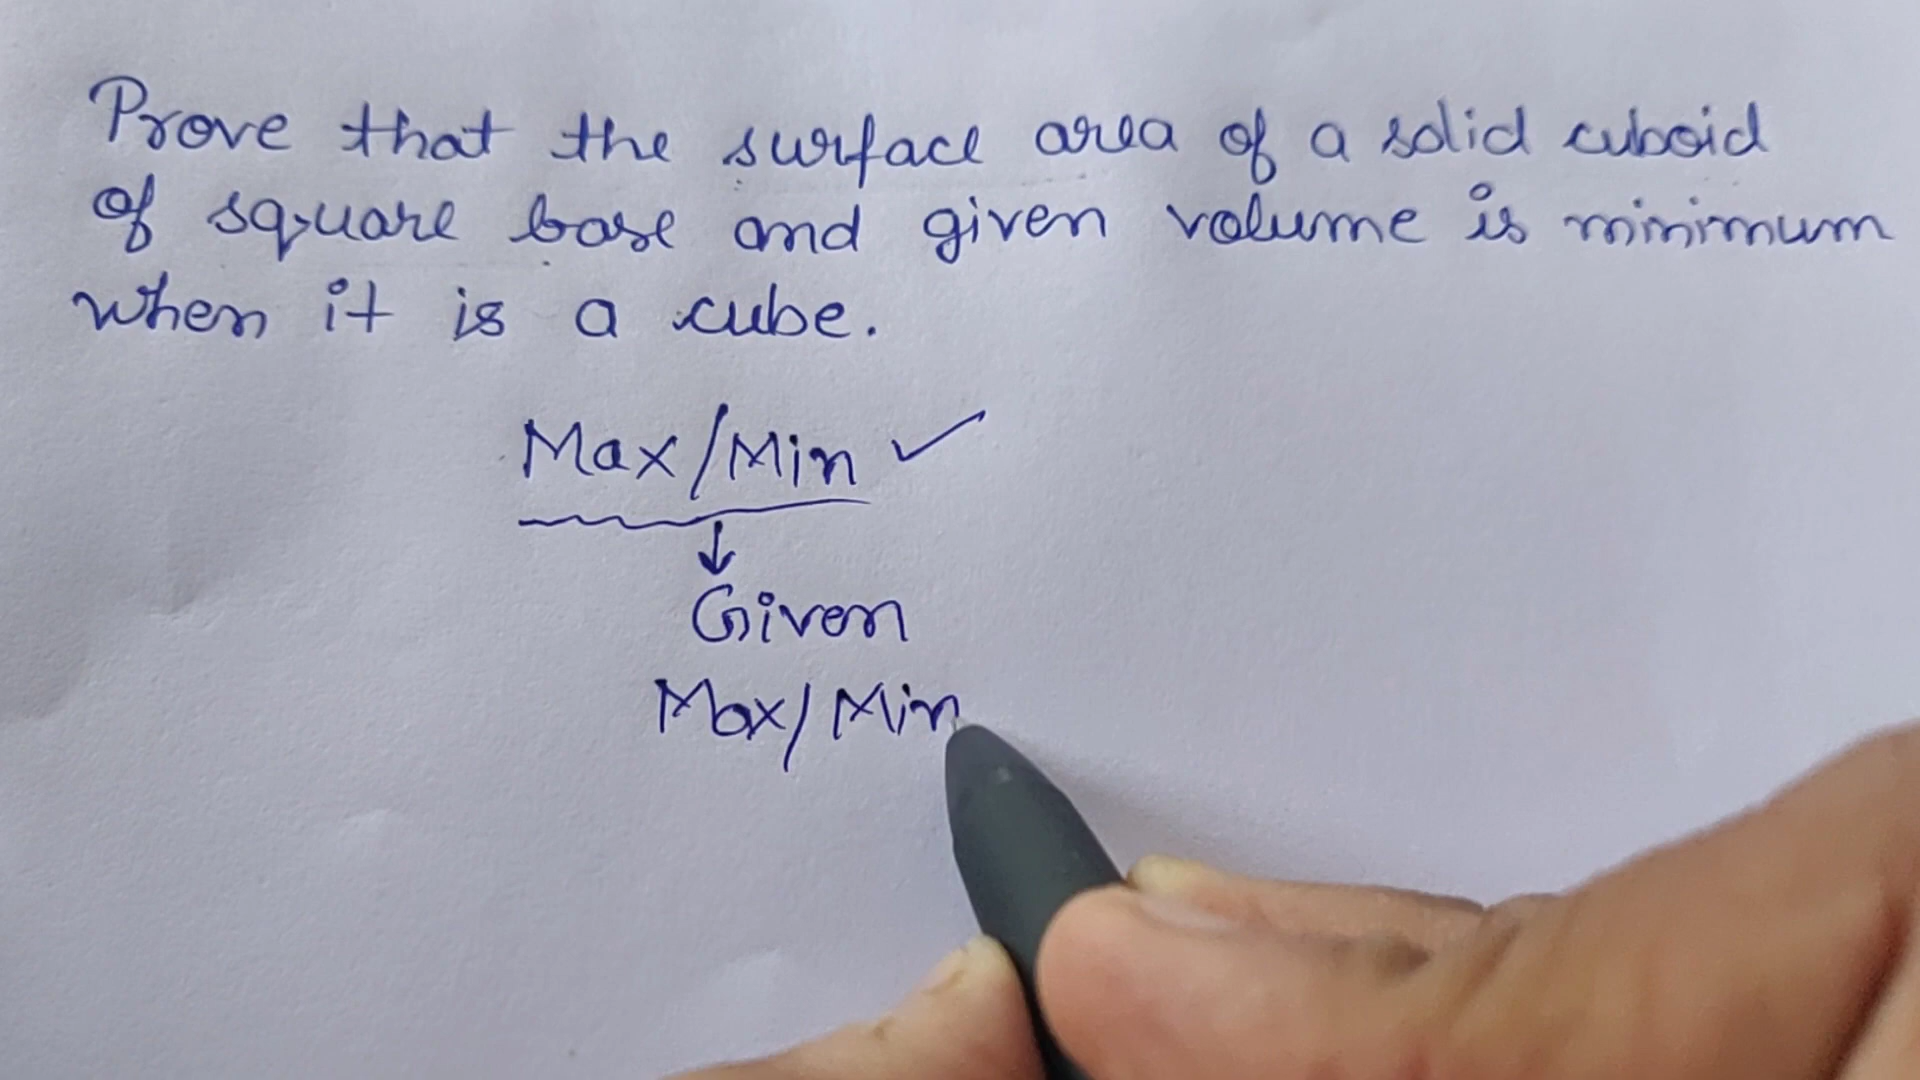 Prove that the surface area of a solid cuboid
of square base and given volume is minimum
when it is a cube.
Max/Min ✓
↓
Given
Max/Min